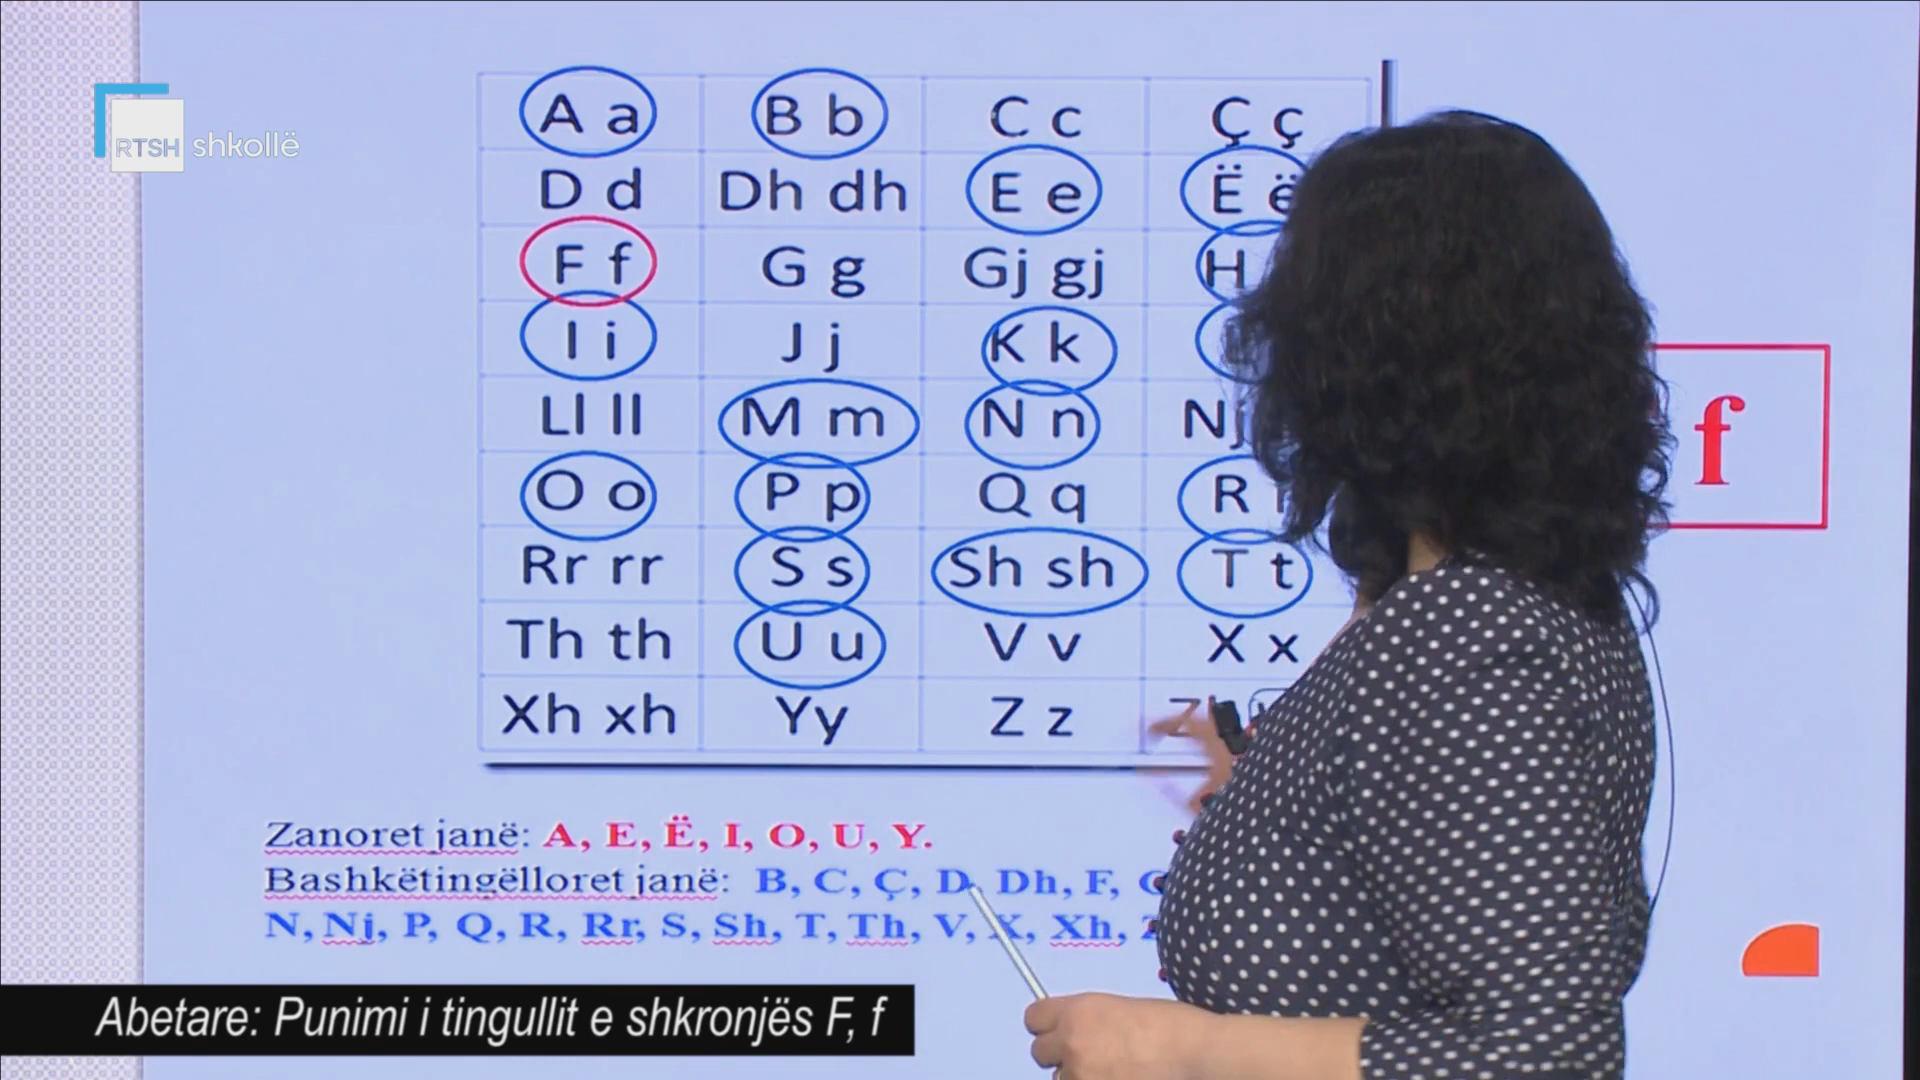 RTSH shkollë
A a B b C c Ç ç
D d Dh dh E e Ë ë
F f G g Gj gj H
I i J j K k
Ll ll M m N n Nj
O o P p Q q R
Rr rr S s Sh sh T t
Th th U u V v X x
Xh xh Yy Z z
f
Zanoret janë: A, E, Ë, I, O, U, Y.
Bashkëtingëlloret janë: B, C, Ç, D, Dh, F,
N, Nj, P, Q, R, Rr, S, Sh, T, Th, V, X, Xh,
Abetare: Punimi i tingullit e shkronjës F, f